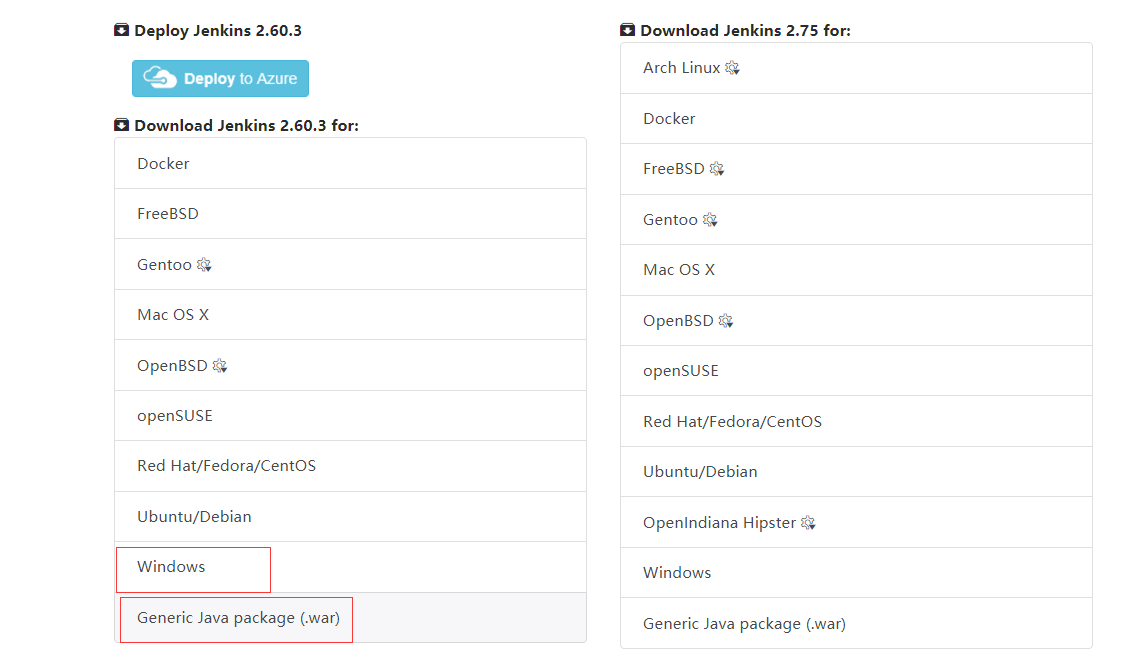 Deploy Jenkins 2.60.3
Deploy to Azure
Download Jenkins 2.60.3 for:
Docker
FreeBSD
Gentoo
Mac OS X
OpenBSD
openSUSE
Red Hat/Fedora/CentOS
Ubuntu/Debian
Windows
Generic Java package (.war)
Download Jenkins 2.75 for:
Arch Linux
Docker
FreeBSD
Gentoo
Mac OS X
OpenBSD
openSUSE
Red Hat/Fedora/CentOS
Ubuntu/Debian
OpenIndiana Hipster
Windows
Generic Java package (.war)